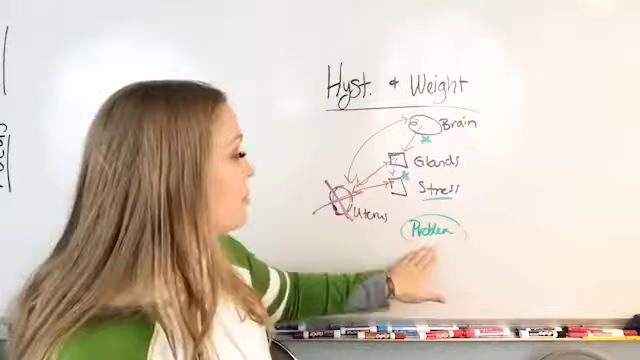 Hyst. & Weight
Brain
Glands
Stress
Uterus
Problem